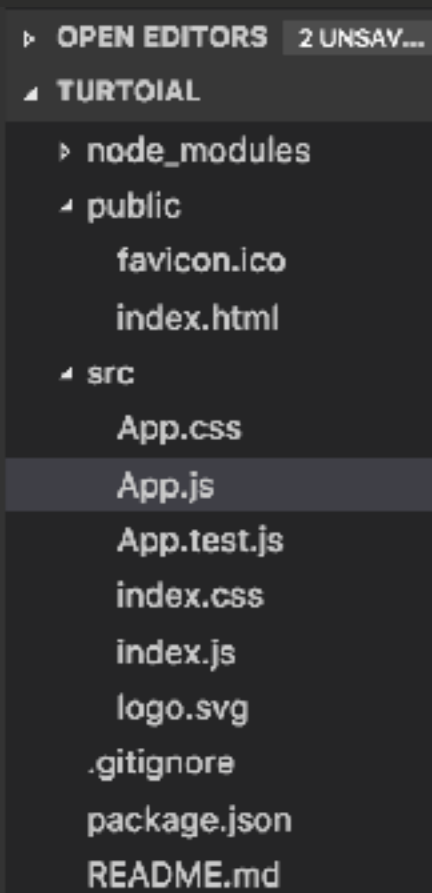 OPEN EDITORS 2 UNSAV...
TURTOIAL
node_modules
public
favicon.ico
index.html
src
App.css
App.js
App.test.js
index.css
index.js
logo.svg
.gitignore
package.json
README.md